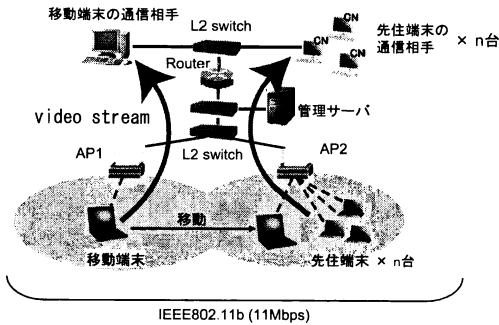 移動端末の通信相手
L2 switch
CN
CN
CN
先住端末の
通信相手
× n台
Router
管理サーバ
video stream
L2 switch
AP1
AP2
移動
移動端末
先住端末 × n台
IEEE802.11b (11Mbps)